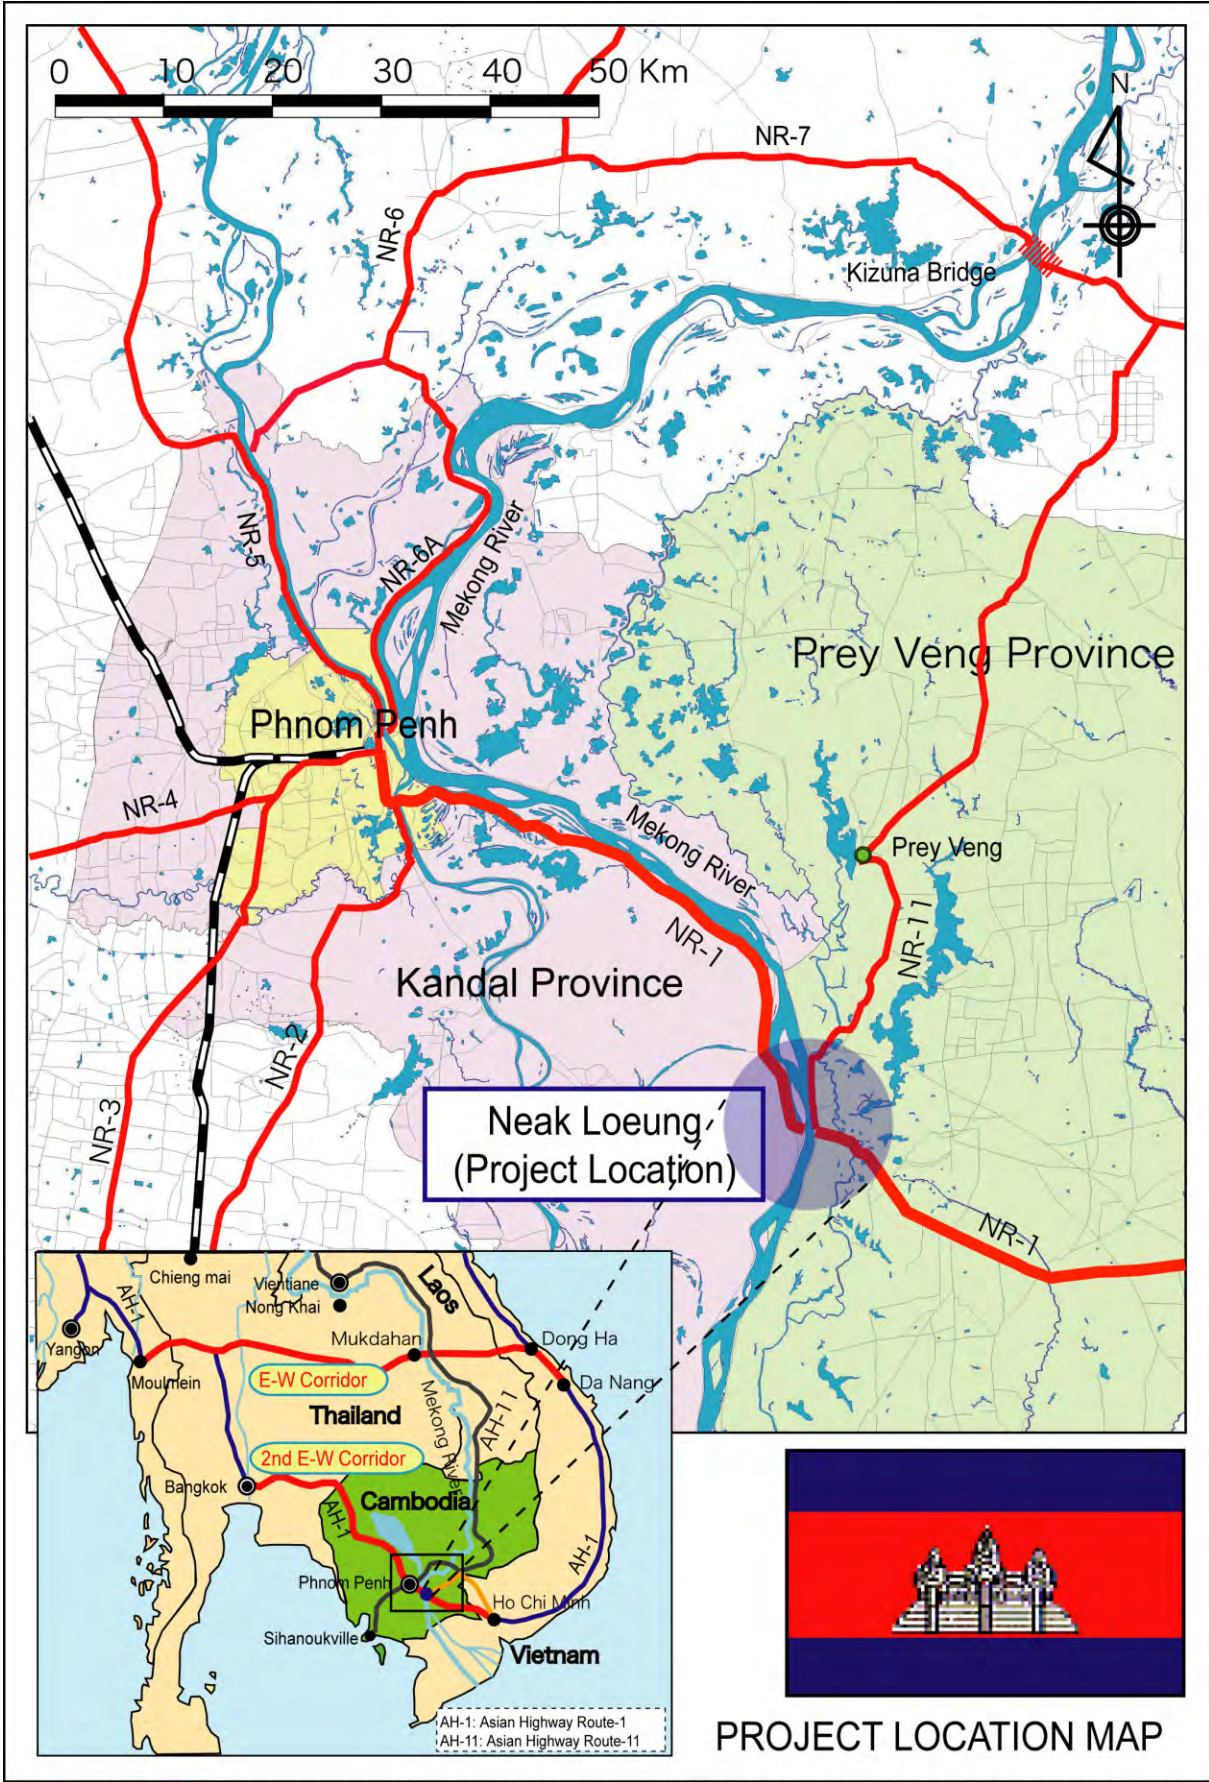 0 10 20 30 40 50 Km
N
NR-7
NR-6
Kizuna Bridge
NR-5
NR-6A
Mekong River
Prey Veng Province
Phnom Penh
NR-4
Mekong River
Prey Veng
NR-1
NR-11
Kandal Province
NR-2
NR-3
Neak Loeung
(Project Location)
NR-1
Chieng mai
Vientiane
Nong Khai
Laos
AH-1
Yangon
Moulmein
Mukdahan
Dong Ha
E-W Corridor
Da Nang
Thailand
Mekong River
AH-11
2nd E-W Corridor
Bangkok
Cambodia
AH-1
AH-1
Phnom Penh
Ho Chi Minh
Sihanoukville
Vietnam
AH-1: Asian Highway Route-1
AH-11: Asian Highway Route-11
PROJECT LOCATION MAP